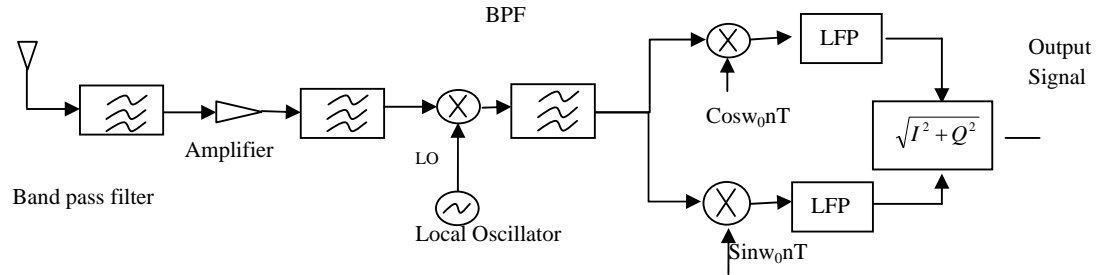 BPF
LFP
Output
Signal
Cosw₀nT
√I² + Q²
Amplifier
LO
Band pass filter
LFP
Local Oscillator
Sinw₀nT